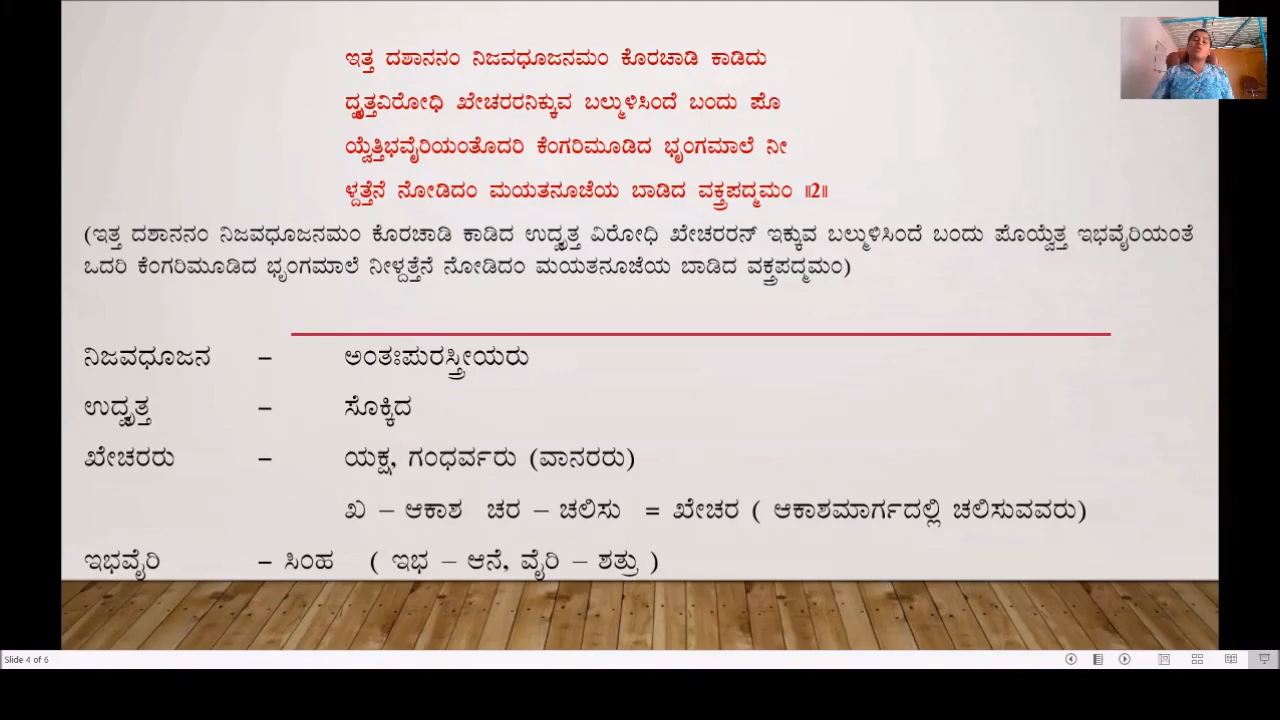 ಇತ್ತ ದಶಾನನಂ ನಿಜವಧೂಜನಮಂ ಕೊರಚಾಡಿ ಕಾಡಿದು
ದ್ವೃತ್ತವಿರೋಧಿ ಖೇಚರರನಿಕ್ಕುವ ಬಲ್ಮುಳಿಸಿಂದೆ ಬಂದು ಪೊ
ಯ್ವೆತ್ತಿಭವೈರಿಯಂತೊದರಿ ಕೆಂಗರಿಮೂಡಿದ ಭೃಂಗಮಾಲೆ ನೀ
ಳ್ದತ್ತೆನೆ ನೋಡಿದಂ ಮಯತನೂಜೆಯ ಬಾಡಿದ ವಕ್ತ್ರಪದ್ಮಮಂ ॥2॥
(ಇತ್ತ ದಶಾನನಂ ನಿಜವಧೂಜನಮಂ ಕೊರಚಾಡಿ ಕಾಡಿದ ಉದ್ವೃತ್ತ ವಿರೋಧಿ ಖೇಚರರನ್ ಇಕ್ಕುವ ಬಲ್ಮುಳಿಸಿಂದೆ ಬಂದು ಪೊಯ್ವೆತ್ತ ಇಭವೈರಿಯಂತೆ
ಒದರಿ ಕೆಂಗರಿಮೂಡಿದ ಭೃಂಗಮಾಲೆ ನೀಳ್ದತ್ತೆನೆ ನೋಡಿದಂ ಮಯತನೂಜೆಯ ಬಾಡಿದ ವಕ್ತ್ರಪದ್ಮಮಂ)
ನಿಜವಧೂಜನ – ಅಂತಃಪುರಸ್ತ್ರೀಯರು
ಉದ್ವೃತ್ತ – ಸೊಕ್ಕಿದ
ಖೇಚರರು – ಯಕ್ಷ, ಗಂಧರ್ವರು (ವಾನರರು)
ಖ – ಆಕಾಶ ಚರ – ಚಲಿಸು = ಖೇಚರ ( ಆಕಾಶಮಾರ್ಗದಲ್ಲಿ ಚಲಿಸುವವರು)
ಇಭವೈರಿ – ಸಿಂಹ ( ಇಭ – ಆನೆ, ವೈರಿ – ಶತ್ರು )
Slide 4 of 6